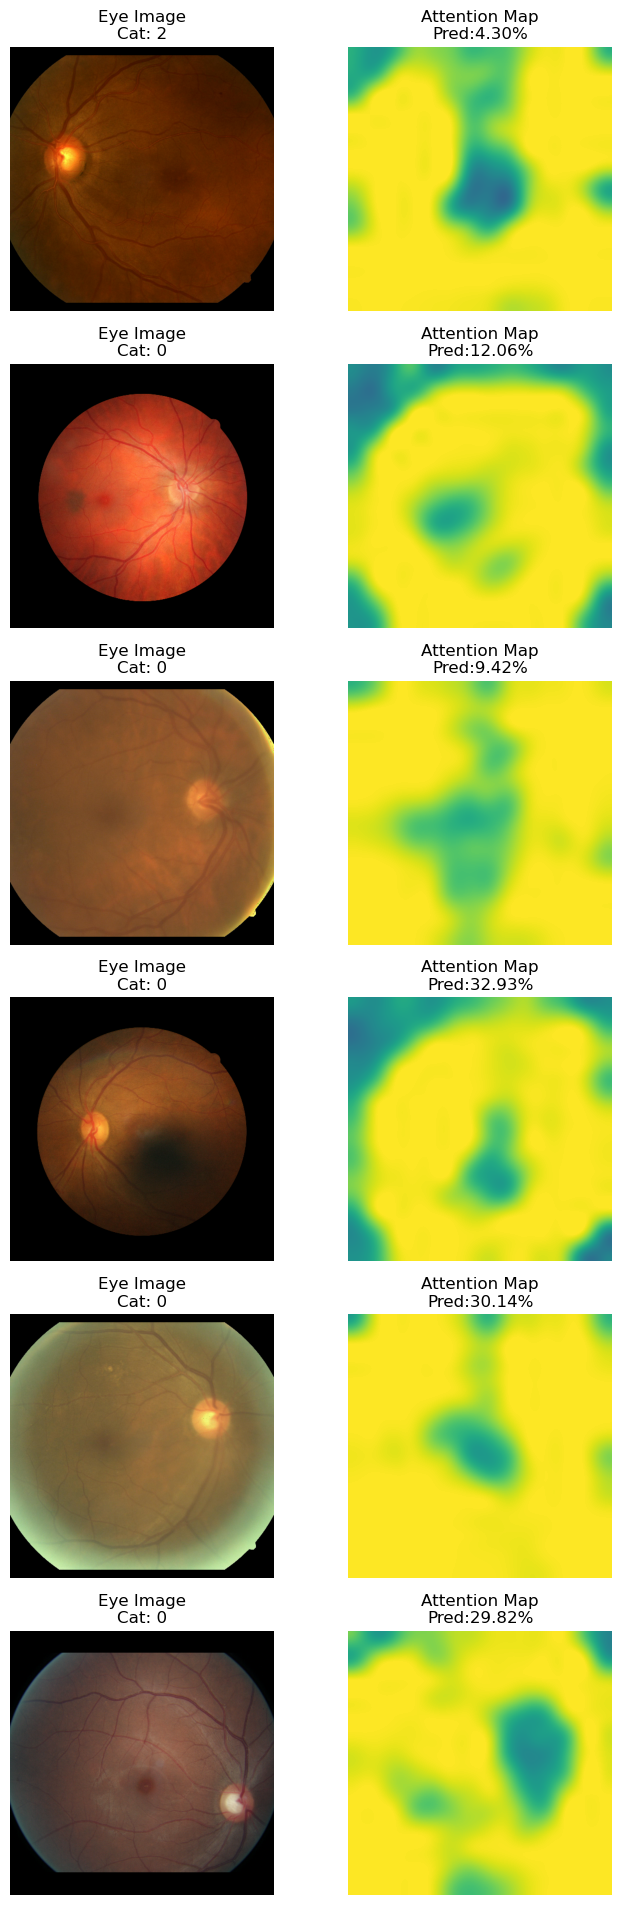 Eye Image
Cat: 2
Attention Map
Pred:4.30%
Eye Image
Cat: 0
Attention Map
Pred:12.06%
Eye Image
Cat: 0
Attention Map
Pred:9.42%
Eye Image
Cat: 0
Attention Map
Pred:32.93%
Eye Image
Cat: 0
Attention Map
Pred:30.14%
Eye Image
Cat: 0
Attention Map
Pred:29.82%